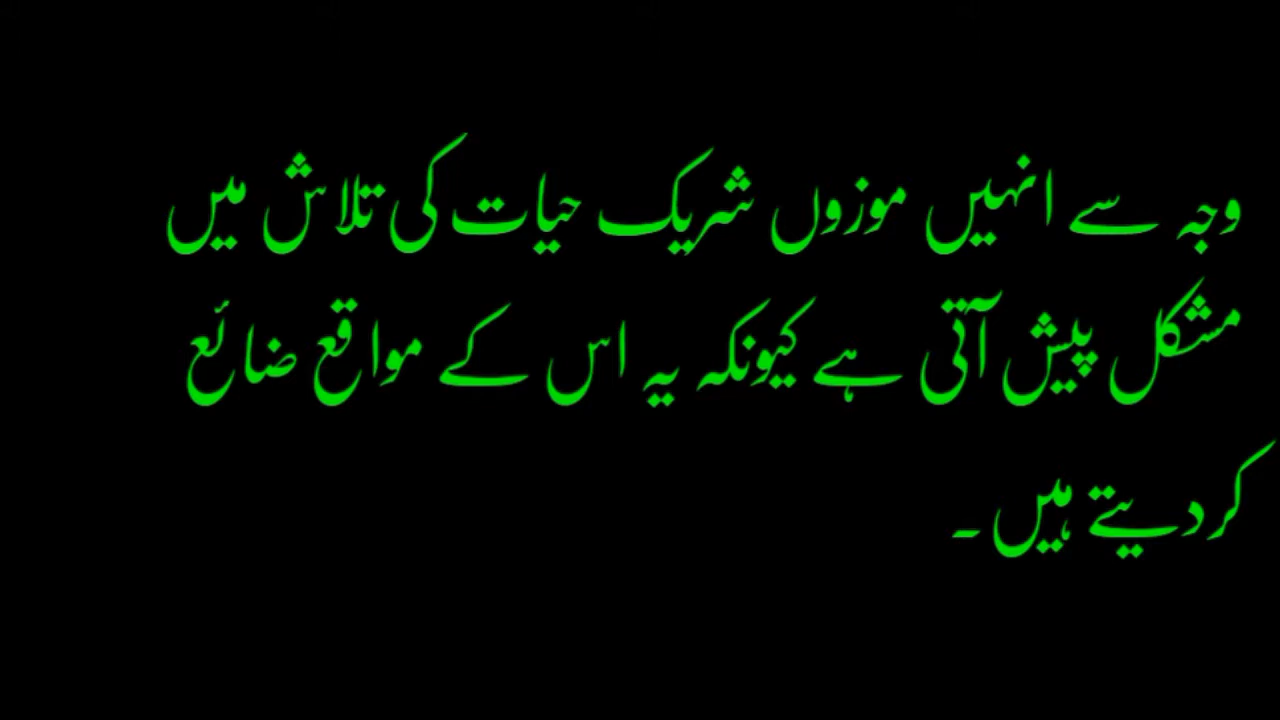 وجہ سے انہیں موزوں شریک حیات کی تلاش میں
مشکل پیش آتی ہے کیونکہ یہ اس کے مواقع ضائع
کردیتے ہیں۔